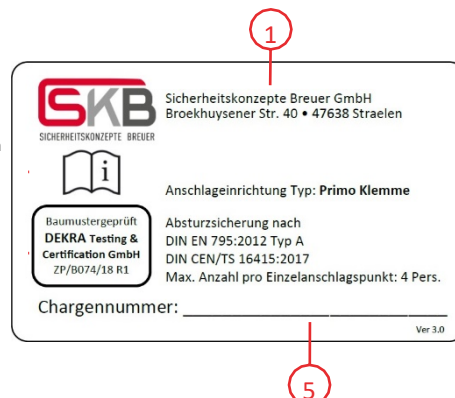 1
SKB
SICHERHEITSKONZEPTE BREUER
Sicherheitskonzepte Breuer GmbH
Broekhuysener Str. 40 • 47638 Straelen
i
Anschlageinrichtung Typ: Primo Klemme
Baumustergeprüft
DEKRA Testing &
Certification GmbH
ZP/B074/18 R1
Absturzsicherung nach
DIN EN 795:2012 Typ A
DIN CEN/TS 16415:2017
Max. Anzahl pro Einzelanschlagspunkt: 4 Pers.
Chargennummer: ____________________________
Ver 3.0
5